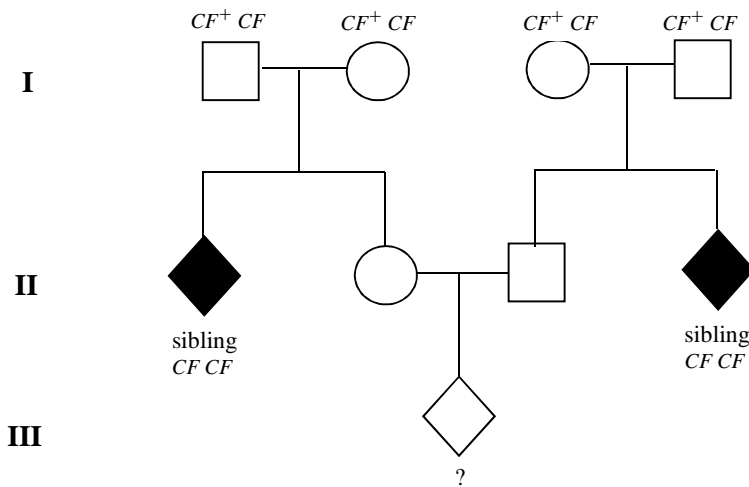 CF⁺ CF CF⁺ CF CF⁺ CF CF⁺ CF
I
II
sibling
CF CF
sibling
CF CF
III
?